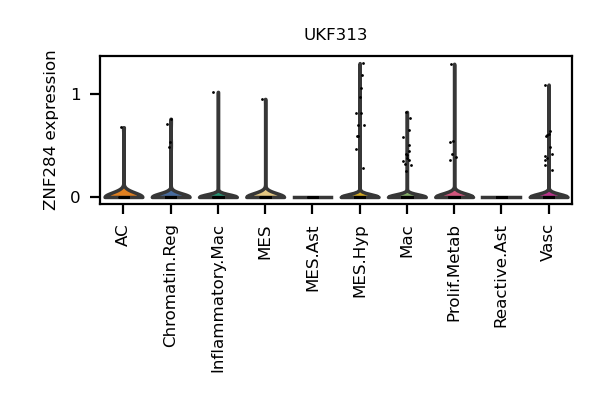 UKF313
ZNF284 expression
1
0
AC
Chromatin.Reg
Inflammatory.Mac
MES
MES.Ast
MES.Hyp
Mac
Prolif.Metab
Reactive.Ast
Vasc